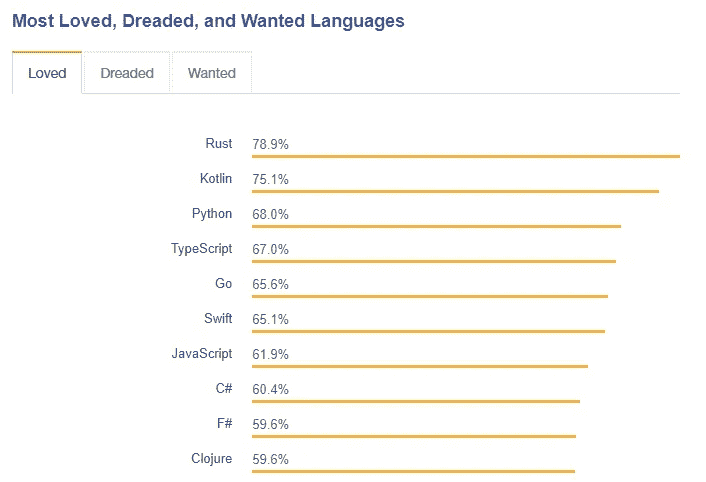 Most Loved, Dreaded, and Wanted Languages
Loved Dreaded Wanted
Rust 78.9%
Kotlin 75.1%
Python 68.0%
TypeScript 67.0%
Go 65.6%
Swift 65.1%
JavaScript 61.9%
C# 60.4%
F# 59.6%
Clojure 59.6%